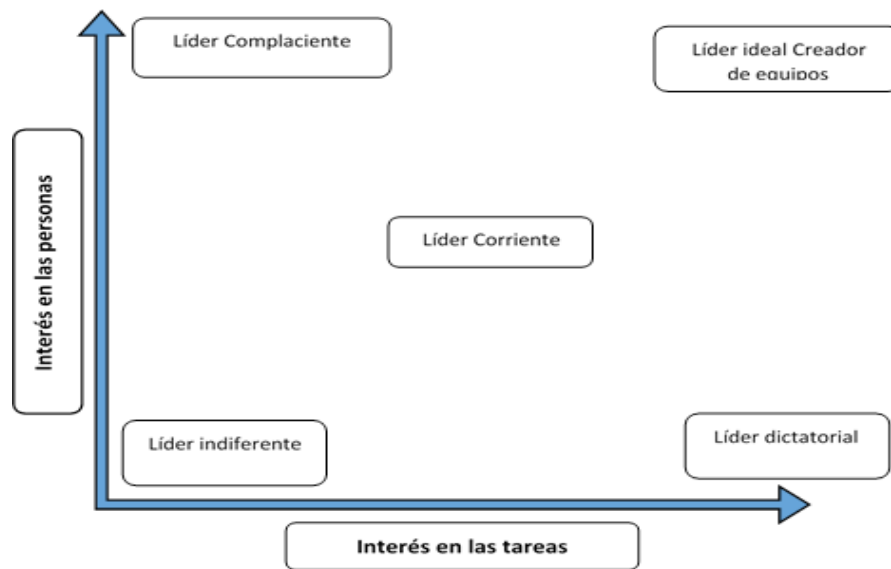 Líder Complaciente
Líder ideal Creador
de equipos
Interés en las personas
Líder Corriente
Líder indiferente
Líder dictatorial
Interés en las tareas